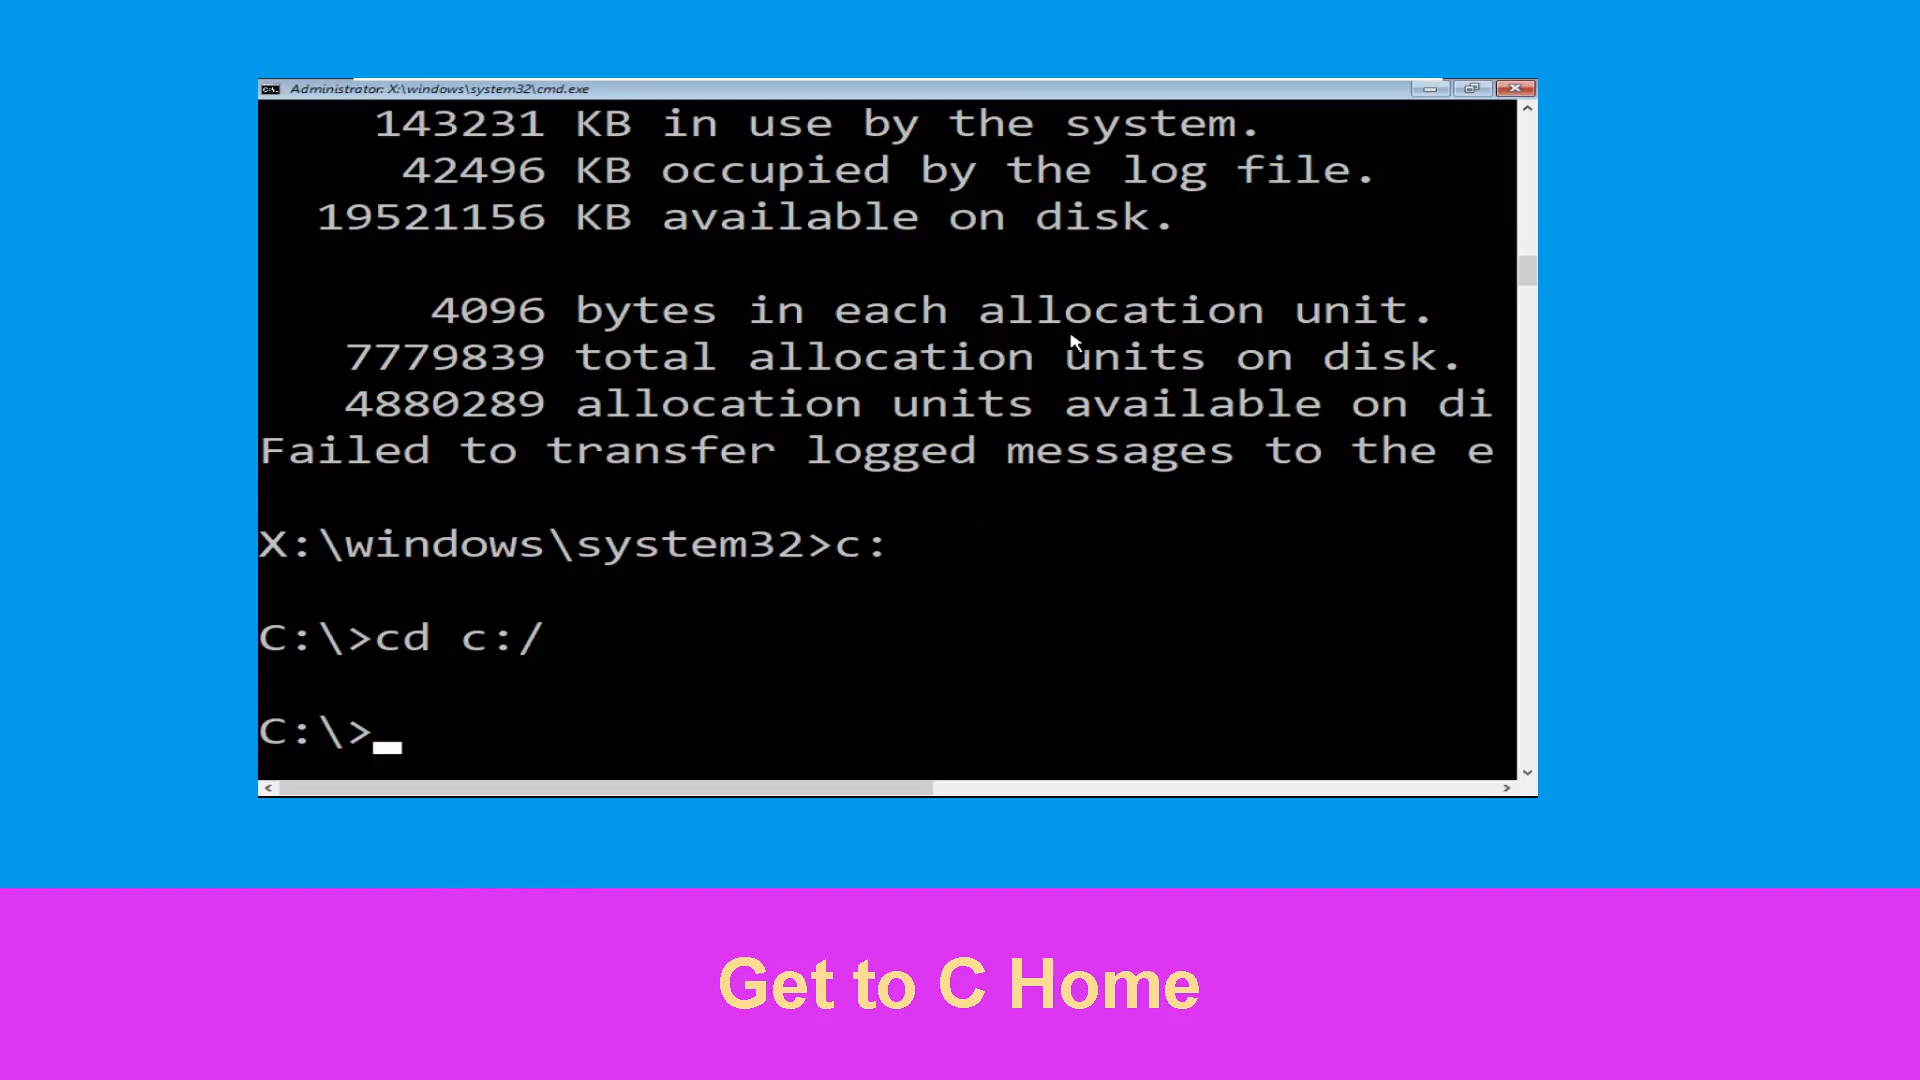 Administrator: X:\windows\system32\cmd.exe
143231 KB in use by the system.
42496 KB occupied by the log file.
19521156 KB available on disk.
4096 bytes in each allocation unit.
7779839 total allocation units on disk.
4880289 allocation units available on di
Failed to transfer logged messages to the e
X:\windows\system32>c:
C:\>cd c:/
C:\>
Get to C Home